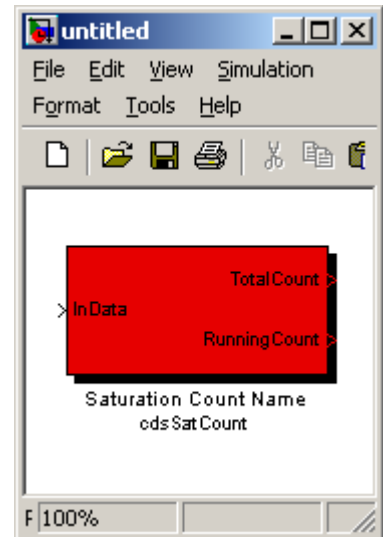 untitled
File Edit View Simulation
Format Tools Help
TotalCount
InData
RunningCount
Saturation Count Name
cdsSatCount
F 100%